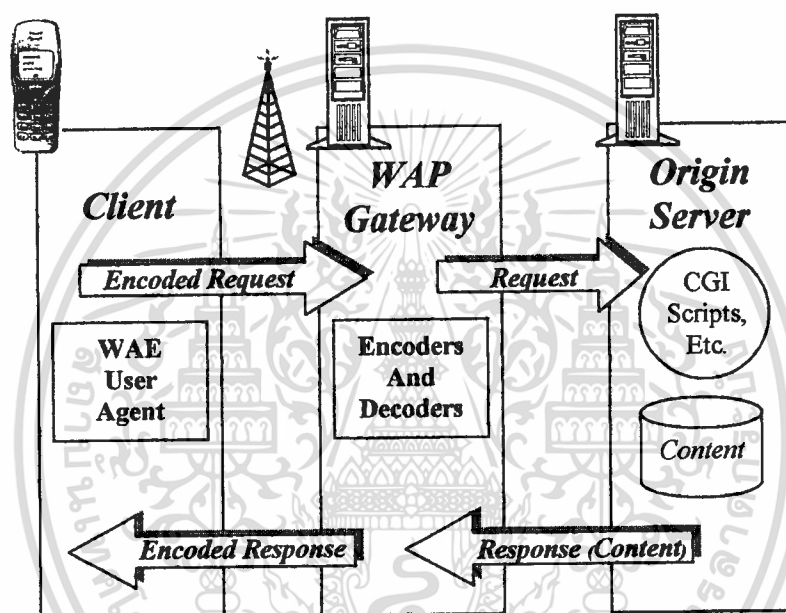 Client
WAP
Gateway
Origin
Server
Encoded Request
Request
WAE
User
Agent
Encoders
And
Decoders
CGI
Scripts,
Etc.
Content
Encoded Response
Response (Content)